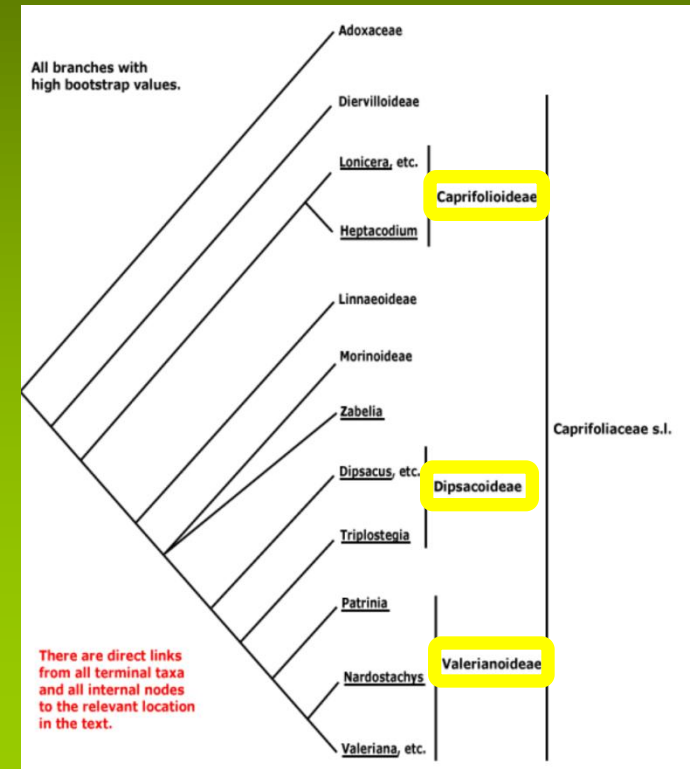 Adoxaceae
All branches with
high bootstrap values.
Diervilloideae
Lonicera, etc.
Caprifolioideae
Heptacodium
Linnaeoideae
Morinoideae
Zabelia
Caprifoliaceae s.l.
Dipsacus, etc.
Dipsacoideae
Triplostegia
Patrinia
There are direct links
from all terminal taxa
and all internal nodes
to the relevant location
in the text.
Valerianoideae
Nardostachys
Valeriana, etc.